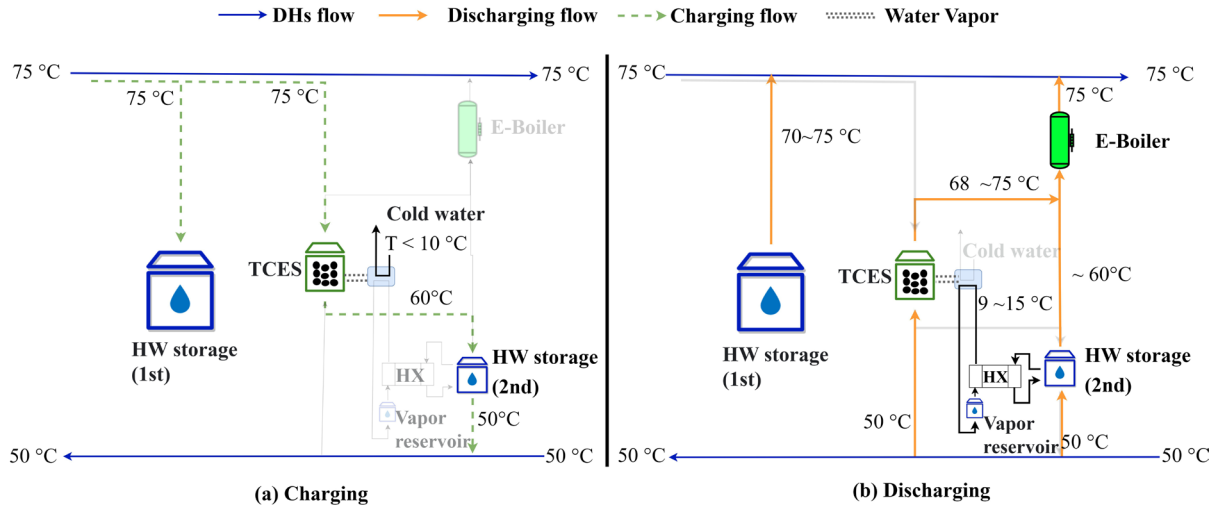 DHs flow
Discharging flow
Charging flow
Water Vapor
75 °C
75 °C
75 °C
75 °C
E-Boiler
Cold water
T < 10 °C
TCES
60°C
HW storage
(1st)
HX
HW storage
(2nd)
50°C
Vapor
reservoir
50 °C
50 °C
(a) Charging
75 °C
75 °C
75 °C
70~75 °C
E-Boiler
68 ~75 °C
Cold water
TCES
~ 60°C
9 ~15 °C
HW storage
(1st)
HX
HW storage
(2nd)
50 °C
Vapor
reservoir
50 °C
50 °C
50 °C
(b) Discharging